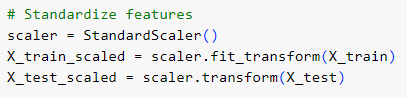 # Standardize features
scaler = StandardScaler()
X_train_scaled = scaler.fit_transform(X_train)
X_test_scaled = scaler.transform(X_test)